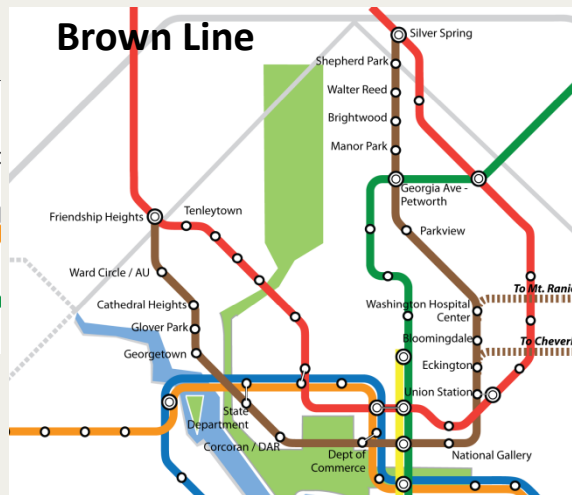 Brown Line
Silver Spring
Shepherd Park
Walter Reed
Brightwood
Manor Park
Georgia Ave -
Petworth
Friendship Heights
Tenleytown
Parkview
Ward Circle / AU
To Mt. Rani
Cathedral Heights
Washington Hospital
Center
Glover Park
Bloomingdale
To Cheverl
Georgetown
Eckington
Union Station
State
Department
Corcoran / DAR
Dept of
Commerce
National Gallery